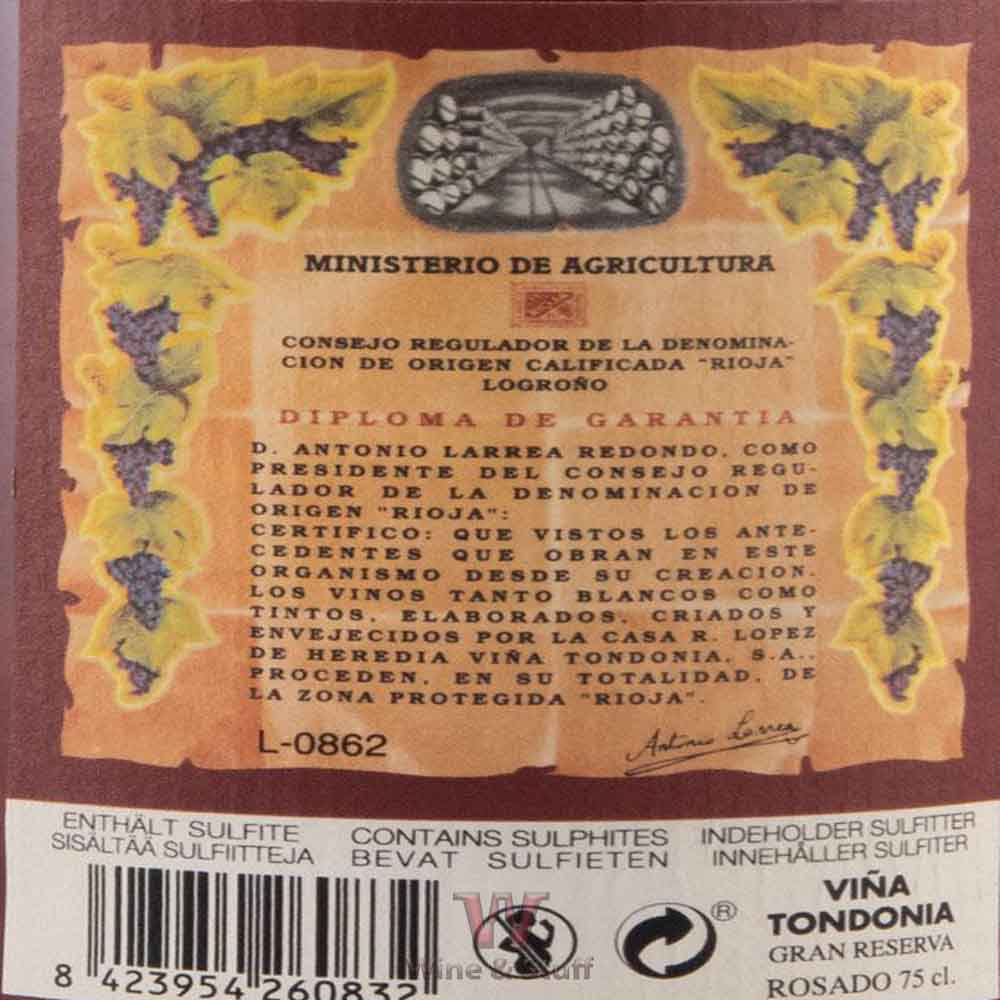 MINISTERIO DE AGRICULTURA
CONSEJO REGULADOR DE LA DENOMINA-
CION DE ORIGEN CALIFICADA "RIOJA"
LOGROÑO
DIPLOMA DE GARANTIA
D. ANTONIO LARREA REDONDO, COMO
PRESIDENTE DEL CONSEJO REGU-
LADOR DE LA DENOMINACION DE
ORIGEN "RIOJA":
CERTIFICO: QUE VISTOS LOS ANTE-
CEDENTES QUE OBRAN EN ESTE
ORGANISMO DESDE SU CREACION,
LOS VINOS TANTO BLANCOS COMO
TINTOS, ELABORADOS, CRIADOS Y
ENVEJECIDOS POR LA CASA R. LOPEZ
DE HEREDIA VIÑA TONDONIA, S.A.,
PROCEDEN, EN SU TOTALIDAD, DE
LA ZONA PROTEGIDA "RIOJA".
L-0862
Antonio Larrea
ENTHÄLT SULFITE CONTAINS SULPHITES INDEHOLDER SULFITTER
SISÄLTÄÄ SULFIITTEJA BEVAT SULFIETEN INNEHÅLLER SULFITER
VIÑA
TONDONIA
GRAN RESERVA
ROSADO 75 cl.
®
W
Wine & Stuff
8 423954 260832